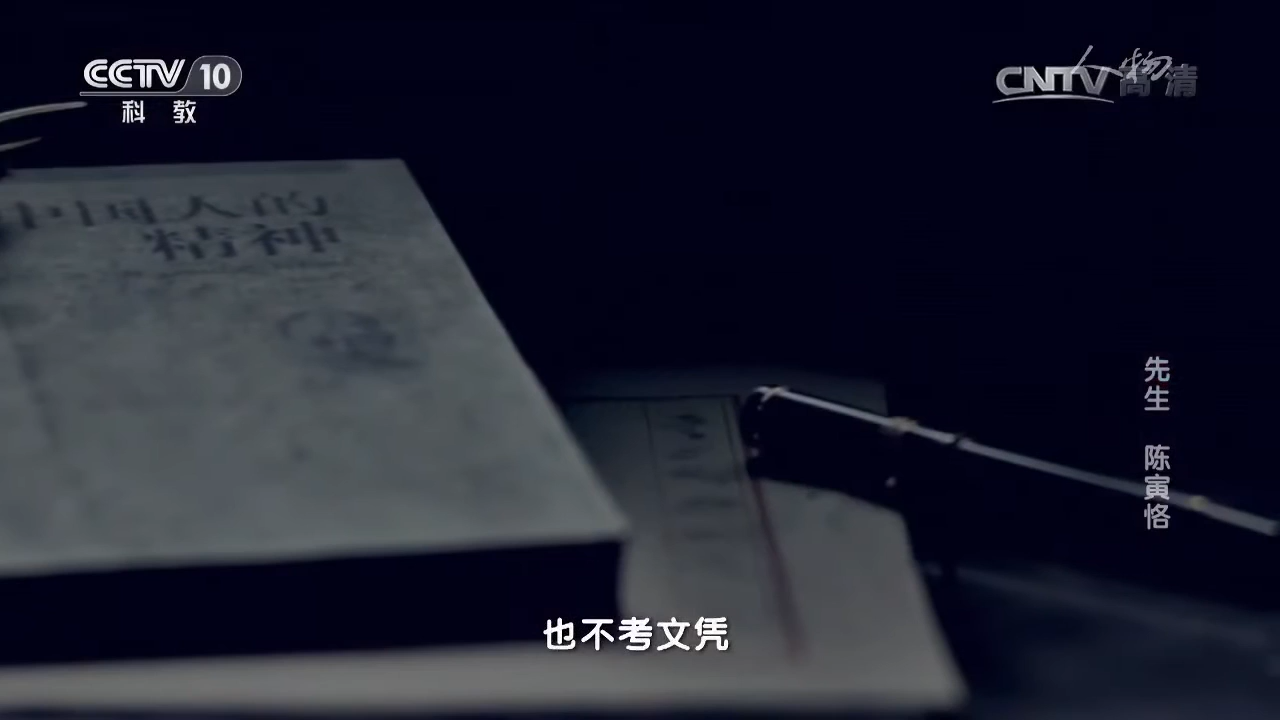 CCTV 10
科教
人物
CNTV 高清
中国人的
精神
先生 陈寅恪
也不考文凭